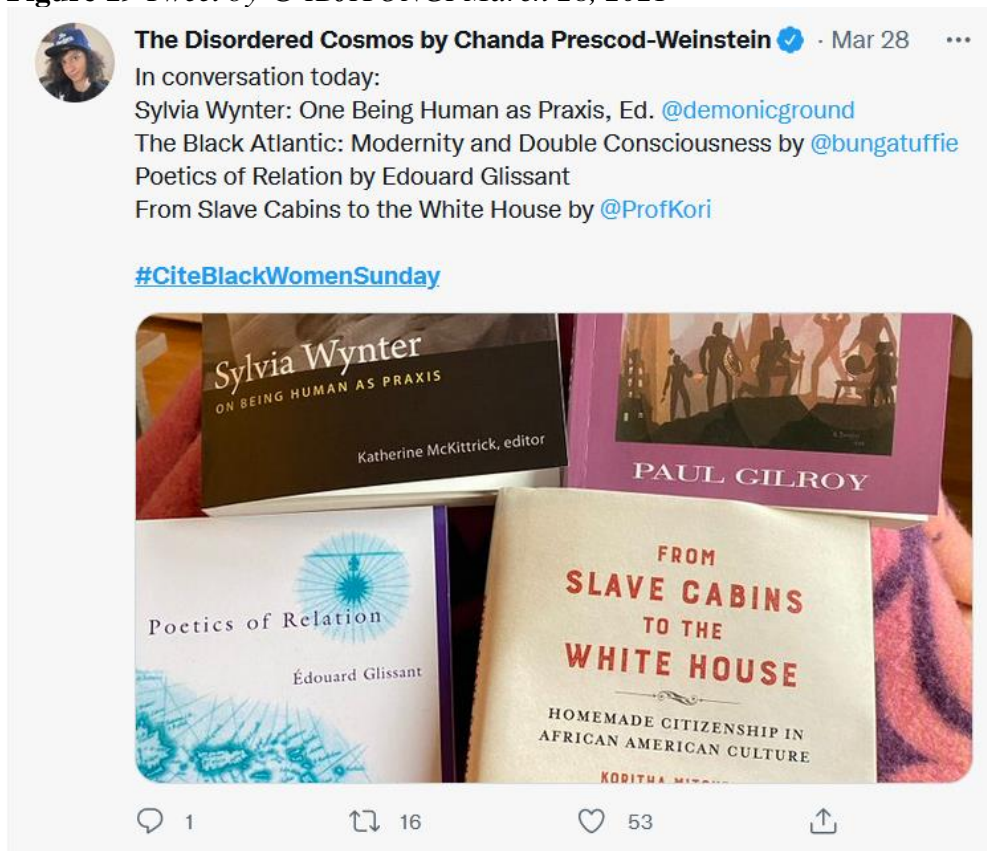 The Disordered Cosmos by Chanda Prescod-Weinstein · Mar 28 •••
In conversation today:
Sylvia Wynter: One Being Human as Praxis, Ed. @demonicground
The Black Atlantic: Modernity and Double Consciousness by @bungatuffie
Poetics of Relation by Edouard Glissant
From Slave Cabins to the White House by @ProfKori
#CiteBlackWomenSunday
Sylvia Wynter
ON BEING HUMAN AS PRAXIS
Katherine McKittrick, editor
PAUL GILROY
Poetics of Relation
Édouard Glissant
FROM
SLAVE CABINS
TO THE
WHITE HOUSE
HOMEMADE CITIZENSHIP IN
AFRICAN AMERICAN CULTURE
KORITHA
1 16 53